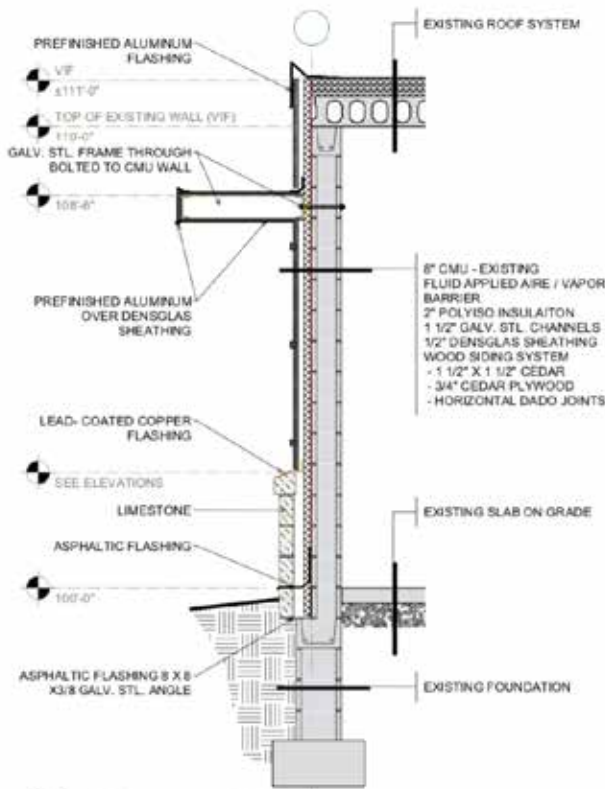 EXISTING ROOF SYSTEM
PREFINISHED ALUMINUM
FLASHING
VIF
±111'-0"
TOP OF EXISTING WALL (VIF)
110'-0"
GALV. STL. FRAME THROUGH
BOLTED TO CMU WALL
108'-8"
PREFINISHED ALUMINUM
OVER DENSGLAS
SHEATHING
8" CMU - EXISTING
FLUID APPLIED AIRE / VAPOR
BARRIER
2" POLYISO INSULAITON
1 1/2" GALV. STL. CHANNELS
1/2" DENSGLAS SHEATHING
WOOD SIDING SYSTEM
- 1 1/2" X 1 1/2" CEDAR
- 3/4" CEDAR PLYWOOD
- HORIZONTAL DADO JOINTS
LEAD- COATED COPPER
FLASHING
SEE ELEVATIONS
LIMESTONE
EXISTING SLAB ON GRADE
ASPHALTIC FLASHING
100'-0"
ASPHALTIC FLASHING 8 X 8
X3/8 GALV. STL. ANGLE
EXISTING FOUNDATION